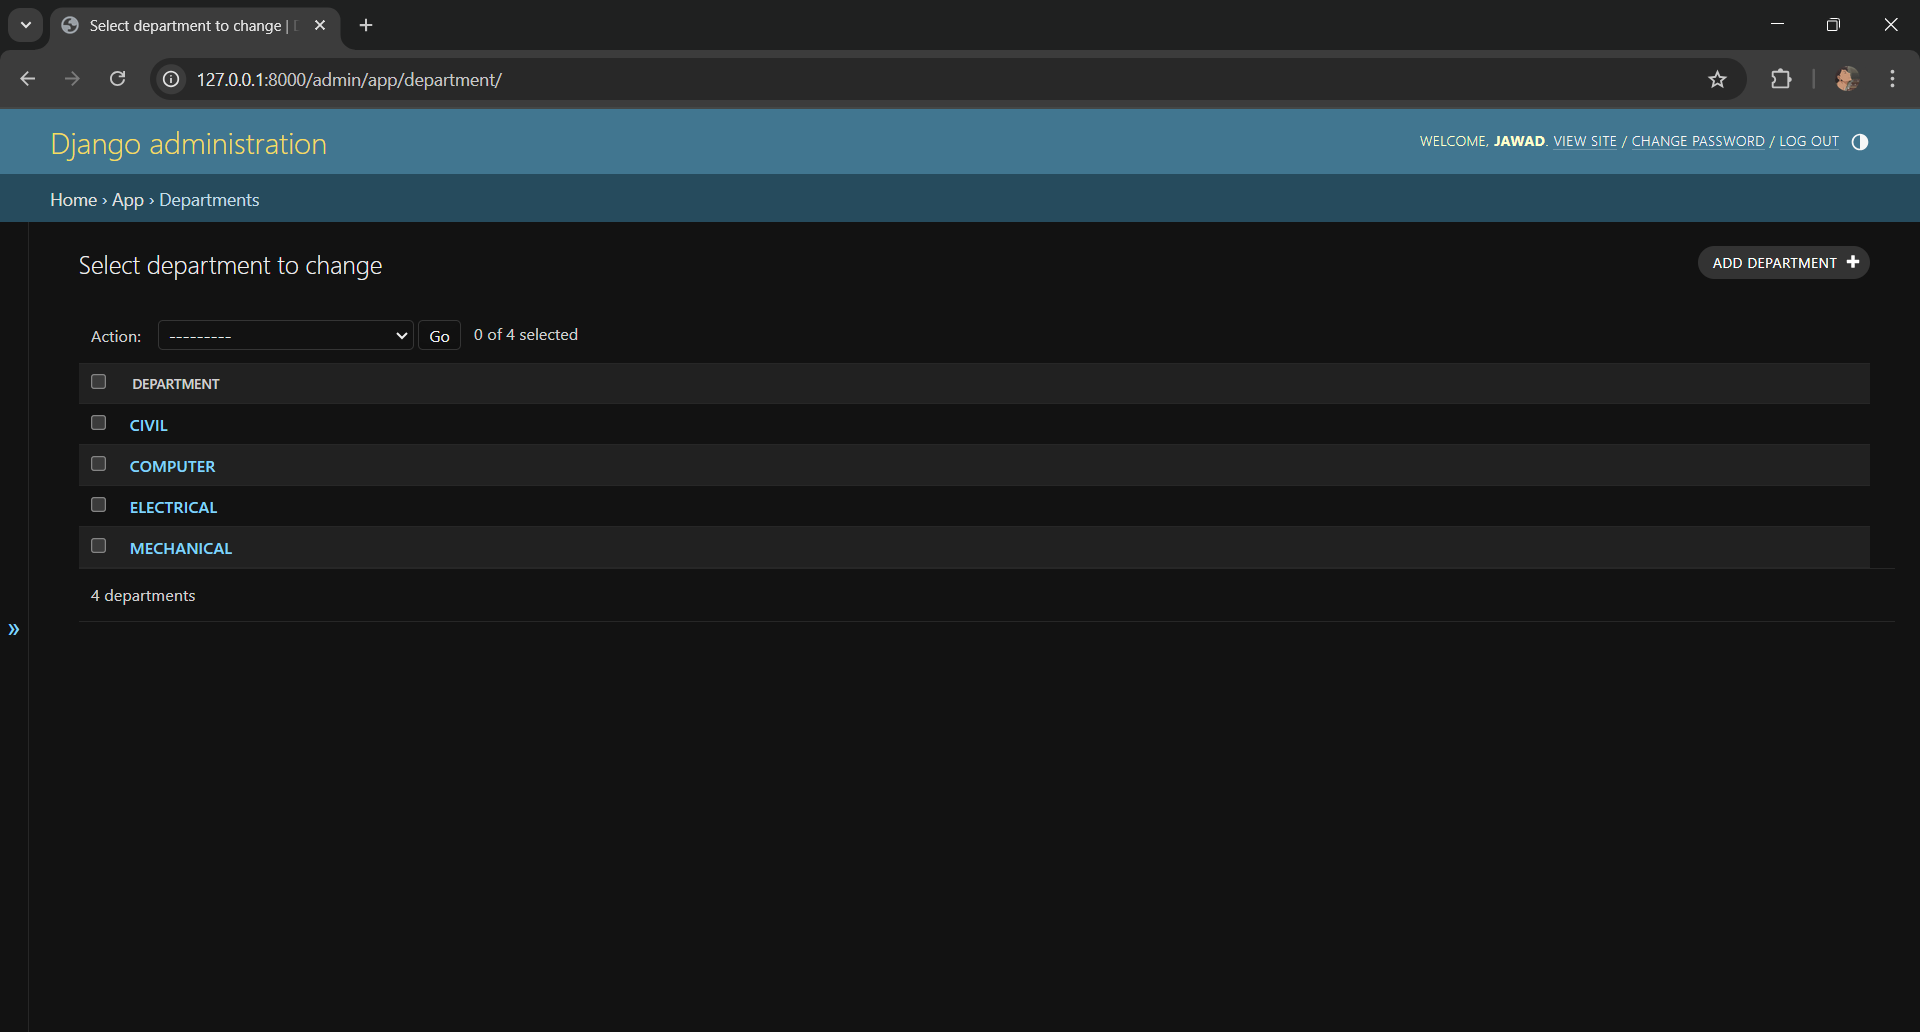 Select department to change |
127.0.0.1:8000/admin/app/department/
Django administration
WELCOME, JAWAD. VIEW SITE / CHANGE PASSWORD / LOG OUT
Home › App › Departments
Select department to change
ADD DEPARTMENT +
Action: --------- Go 0 of 4 selected
DEPARTMENT
CIVIL
COMPUTER
ELECTRICAL
MECHANICAL
4 departments
»